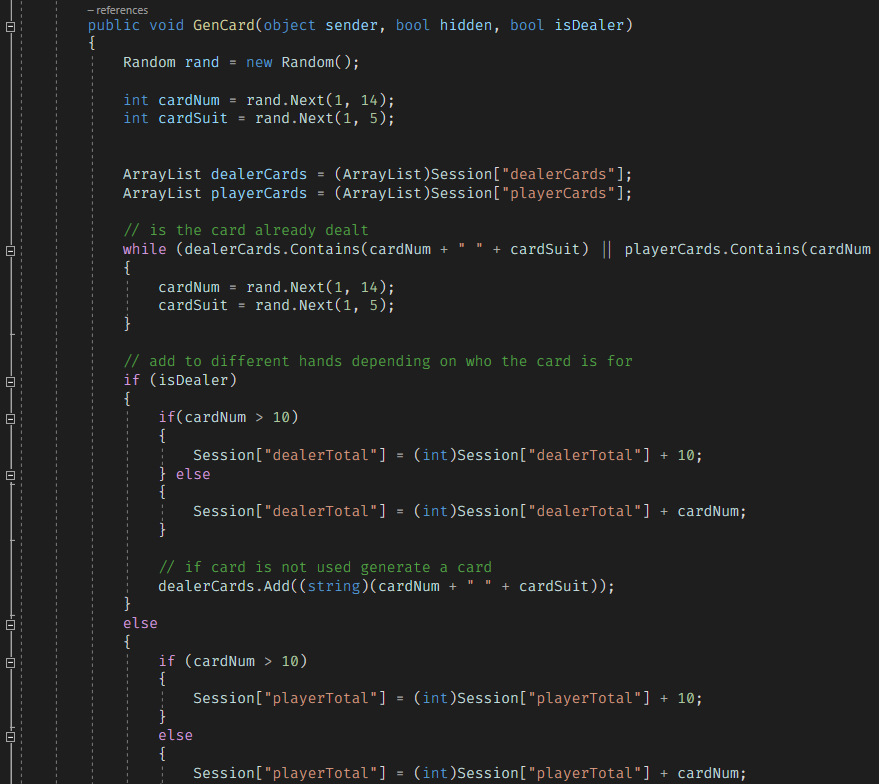 – references
public void GenCard(object sender, bool hidden, bool isDealer)
{
Random rand = new Random();
int cardNum = rand.Next(1, 14);
int cardSuit = rand.Next(1, 5);
ArrayList dealerCards = (ArrayList)Session["dealerCards"];
ArrayList playerCards = (ArrayList)Session["playerCards"];
// is the card already dealt
while (dealerCards.Contains(cardNum + " " + cardSuit) || playerCards.Contains(cardNum
{
cardNum = rand.Next(1, 14);
cardSuit = rand.Next(1, 5);
}
// add to different hands depending on who the card is for
if (isDealer)
{
if(cardNum > 10)
{
Session["dealerTotal"] = (int)Session["dealerTotal"] + 10;
} else
{
Session["dealerTotal"] = (int)Session["dealerTotal"] + cardNum;
}
// if card is not used generate a card
dealerCards.Add((string)(cardNum + " " + cardSuit));
}
else
{
if (cardNum > 10)
{
Session["playerTotal"] = (int)Session["playerTotal"] + 10;
}
else
{
Session["playerTotal"] = (int)Session["playerTotal"] + cardNum;